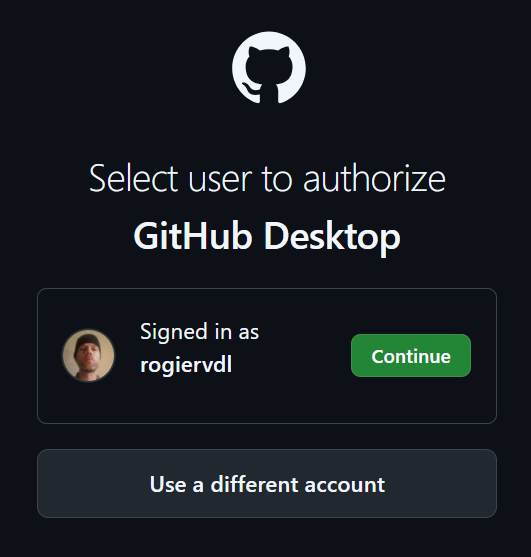 Select user to authorize
GitHub Desktop
Signed in as
rogiervdl
Continue
Use a different account